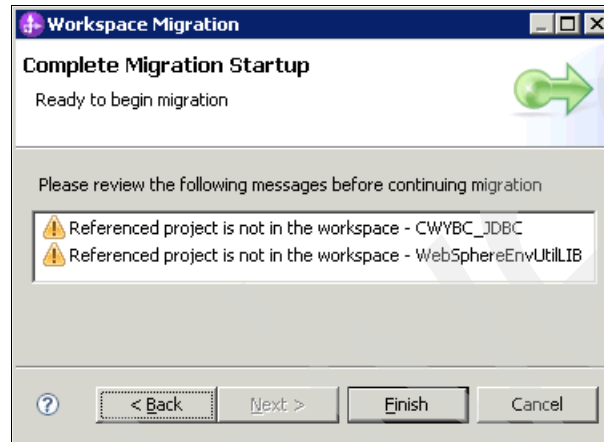 Workspace Migration
Complete Migration Startup
Ready to begin migration
Please review the following messages before continuing migration
Referenced project is not in the workspace - CWYBC_JDBC
Referenced project is not in the workspace - WebSphereEnvUtilLIB
? < Back Next > Finish Cancel